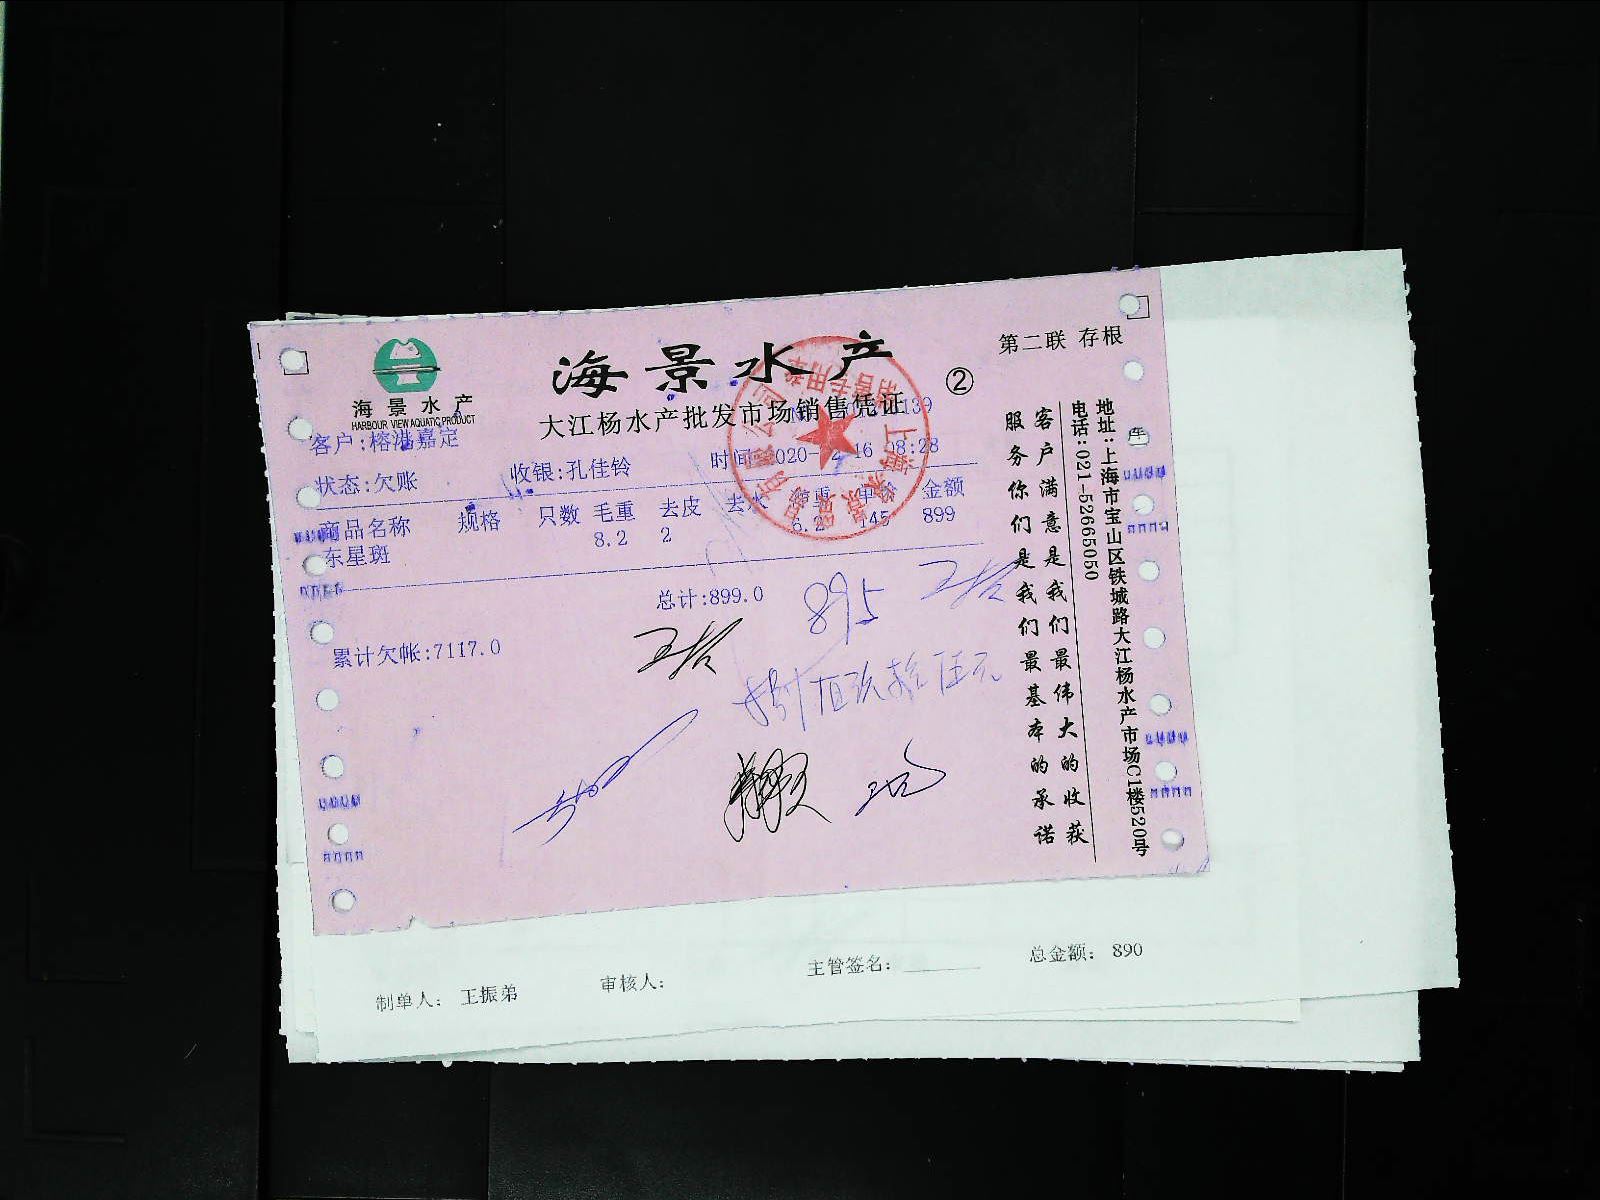 海景水产
第二联 存根
海景水产
HARBOUR VIEW AQUATIC PRODUCT
大江杨水产批发市场销售凭证
②
客户:榕港嘉定
状态:欠账
收银:孔佳铃
08:28
商品名称 规格 只数 毛重 去皮 金额
东星斑 8.2 2 6.2 145 899
总计:899.0
895
累计欠帐:7117.0
客户满意是我们最伟大的收获
服务你们是我们最基本的承诺
地址:上海市宝山区铁城路大江杨水产市场C1楼520号
电话:021-52665050
制单人: 王振弟
审核人:
主管签名:
总金额: 890